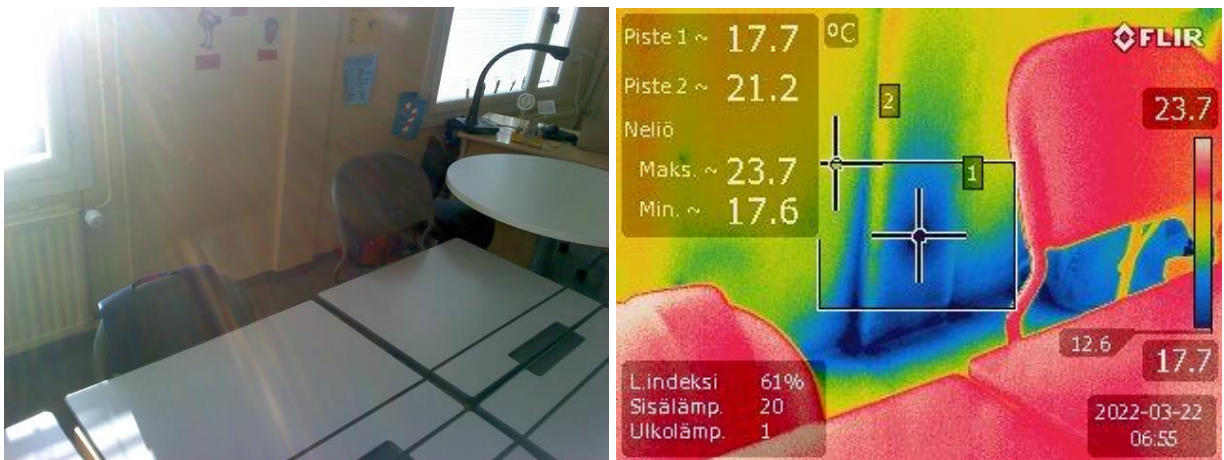 Piste 1 ~ 17.7 °C
Piste 2 ~ 21.2
Neliö
Maks. ~ 23.7
Min. ~ 17.6
2
1
FLIR
23.7
12.6
17.7
L.indeksi 61%
Sisälämp. 20
Ulkolämp. 1
2022-03-22
06:55